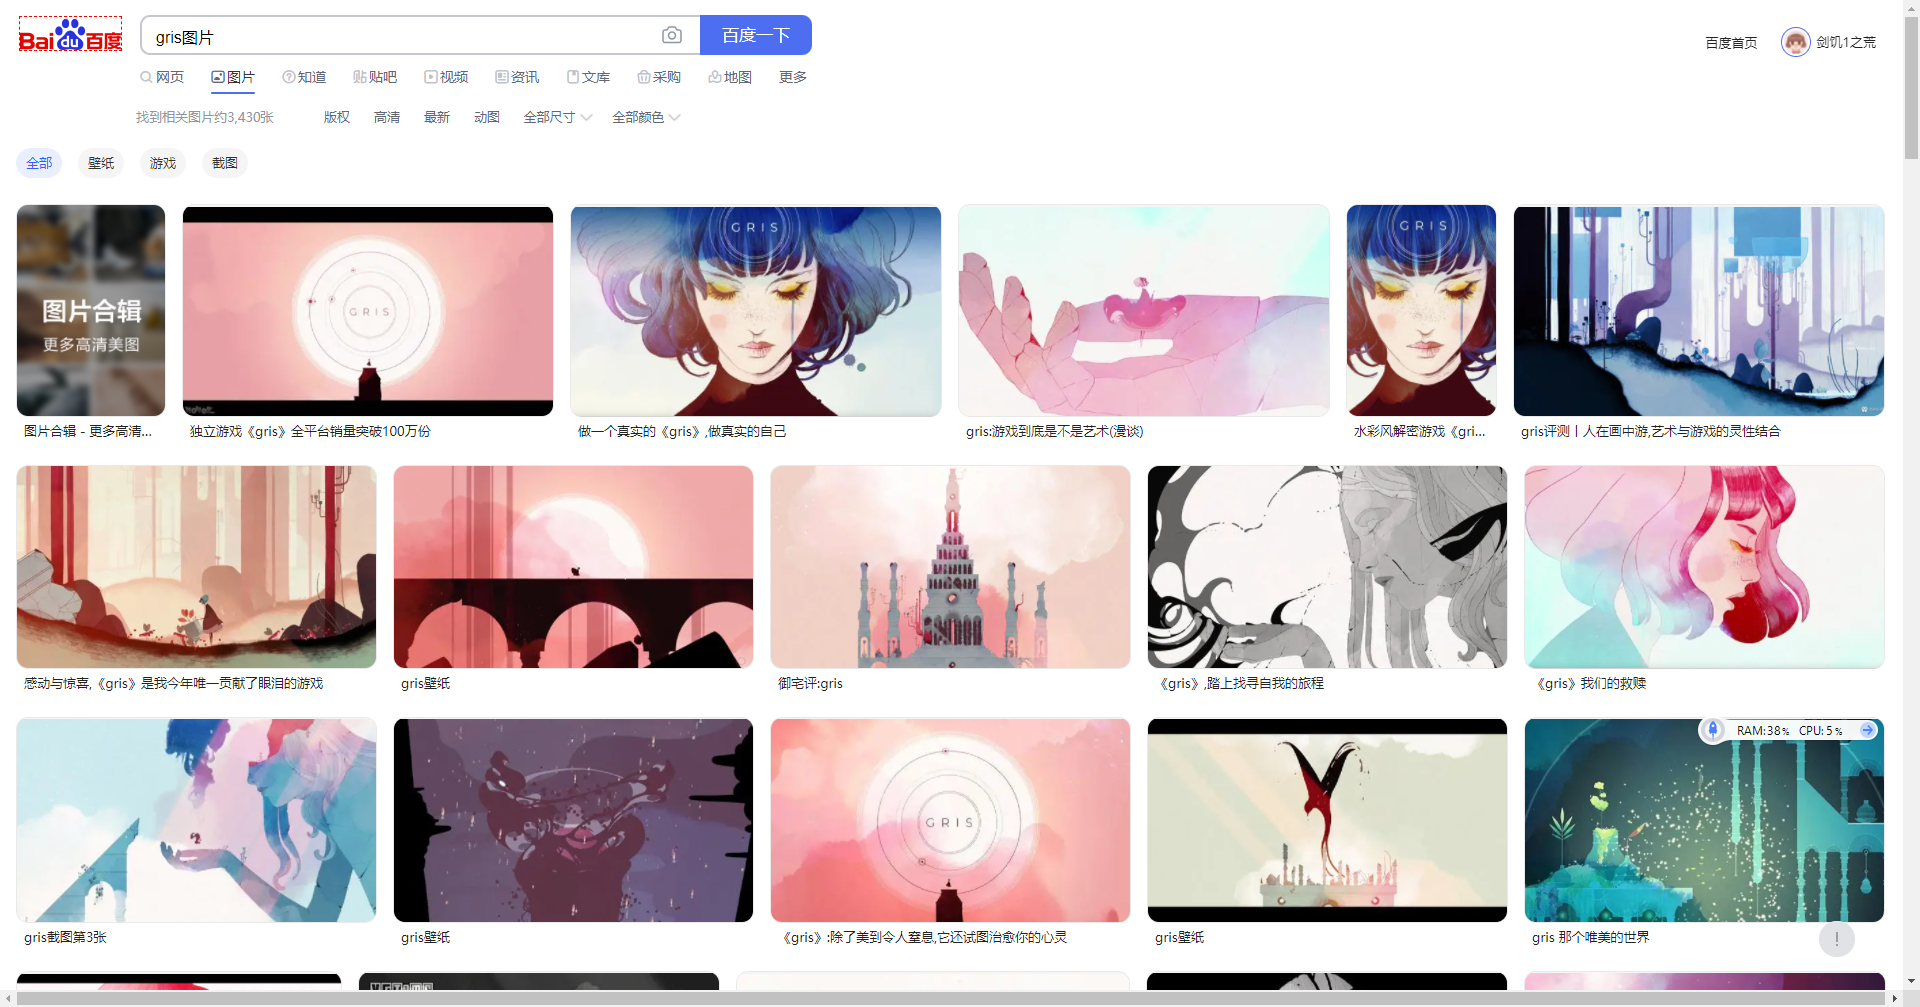 Bai du 百度
gris图片
百度一下
百度首页
剑饥1之荒
网页
图片
知道
贴贴吧
视频
资讯
文库
采购
地图
更多
找到相关图片约3,430张
版权
高清
最新
动图
全部尺寸
全部颜色
全部
壁纸
游戏
截图
图片合辑
更多高清美图
GRIS
GRIS
GRIS
图片合辑 - 更多高清...
独立游戏《gris》全平台销量突破100万份
做一个真实的《gris》,做真实的自己
gris:游戏到底是不是艺术(漫谈)
水彩风解密游戏《gri...
gris评测丨人在画中游,艺术与游戏的灵性结合
感动与惊喜,《gris》是我今年唯一贡献了眼泪的游戏
gris壁纸
御宅评:gris
《gris》,踏上找寻自我的旅程
《gris》我们的救赎
RAM:38% CPU:5%
GRIS
gris截图第3张
gris壁纸
《gris》:除了美到令人窒息,它还试图治愈你的心灵
gris壁纸
gris 那个唯美的世界
!